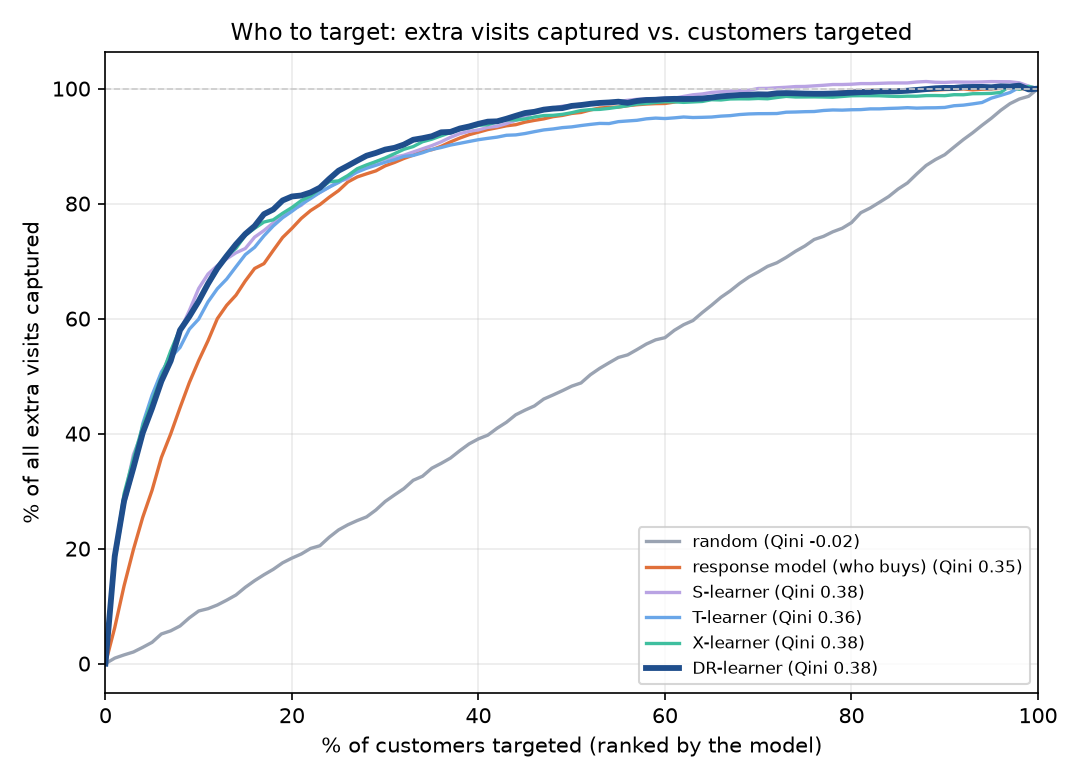 Who to target: extra visits captured vs. customers targeted
% of all extra visits captured
100
80
60
40
20
0
0 20 40 60 80 100
% of customers targeted (ranked by the model)
random (Qini -0.02)
response model (who buys) (Qini 0.35)
S-learner (Qini 0.38)
T-learner (Qini 0.36)
X-learner (Qini 0.38)
DR-learner (Qini 0.38)